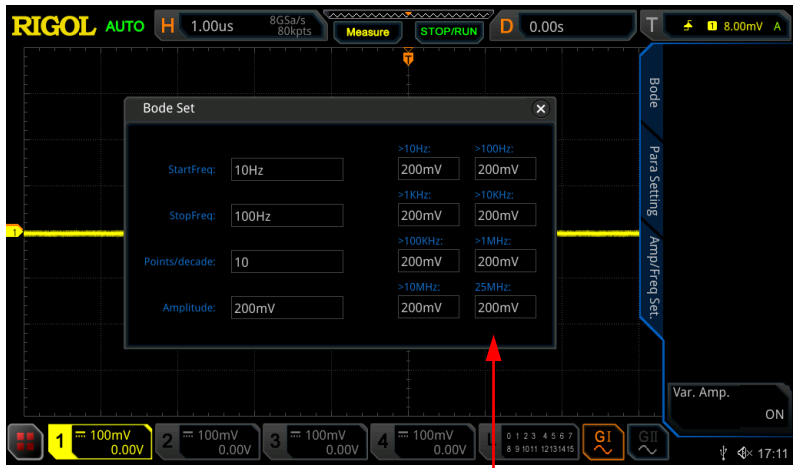 RIGOL AUTO H 1.00us 8GSa/s 80kpts Measure STOP/RUN D 0.00s T 1 8.00mV A
T
Bode Set
>10Hz: >100Hz:
StartFreq: 10Hz 200mV 200mV
>1KHz: >10KHz:
StopFreq: 100Hz 200mV 200mV
>100KHz: >1MHz:
Points/decade: 10 200mV 200mV
>10MHz: 25MHz:
Amplitude: 200mV 200mV 200mV
1
Bode
Para Setting
Amp/Freq Set.
Var. Amp.
ON
1 100mV 0.00V 2 100mV 0.00V 3 100mV 0.00V 4 100mV 0.00V L 0 1 2 3 4 5 6 7
8 9 10 11 12 13 14 15
GI GII
17:11